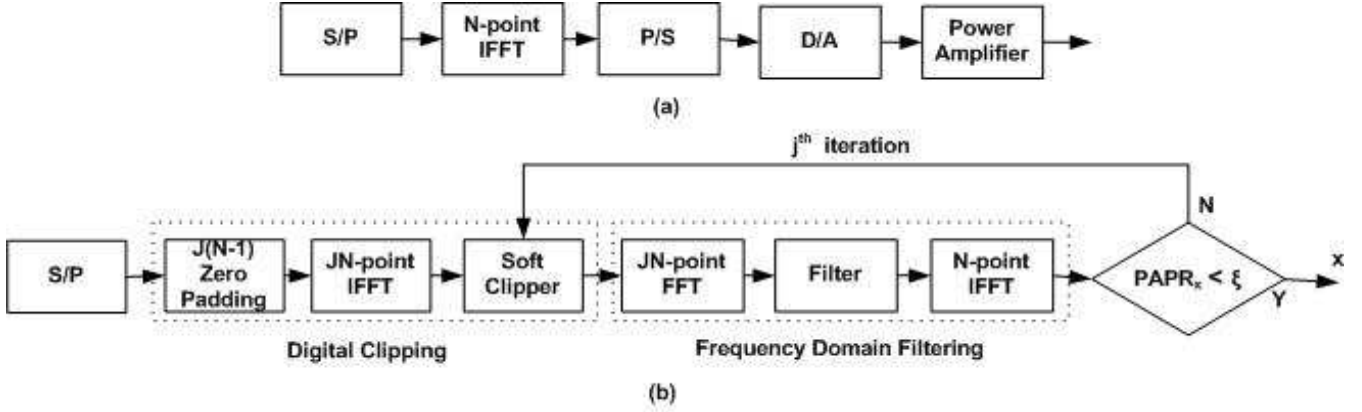 S/P
N-point
IFFT
P/S
D/A
Power
Amplifier
(a)
jᵗʰ iteration
N
S/P
J(N-1)
Zero
Padding
JN-point
IFFT
Soft
Clipper
JN-point
FFT
Filter
N-point
IFFT
PAPRₓ < ξ
x
Y
Digital Clipping
Frequency Domain Filtering
(b)